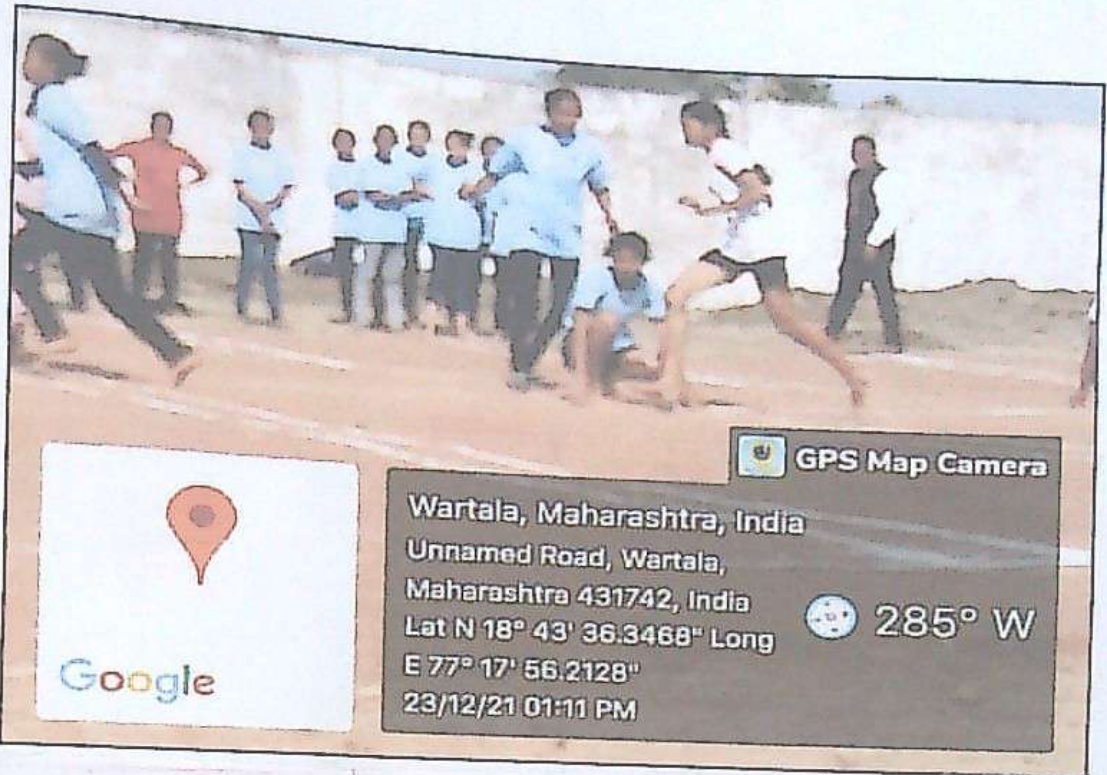 GPS Map Camera
Wartala, Maharashtra, India
Unnamed Road, Wartala,
Maharashtra 431742, India
Lat N 18° 43' 36.3468" Long
E 77° 17' 56.2128"
23/12/21 01:11 PM
285° W
Google